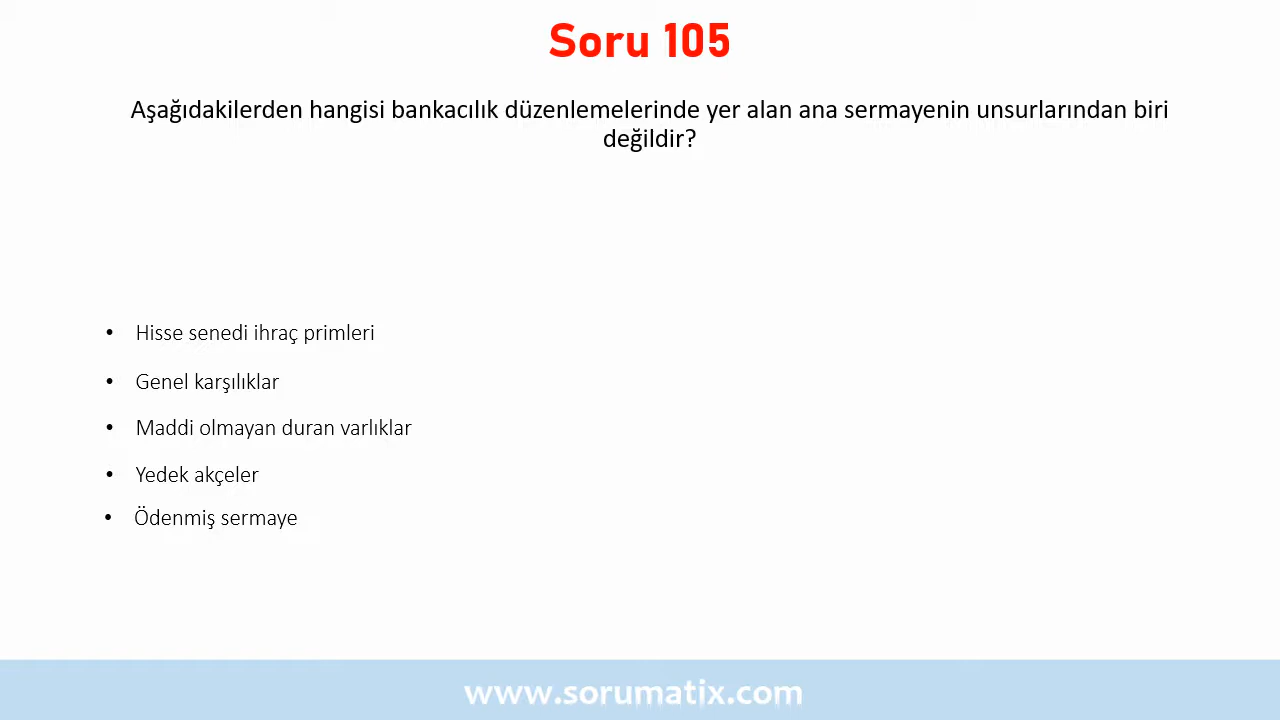 Soru 105
Aşağıdakilerden hangisi bankacılık düzenlemelerinde yer alan ana sermayenin unsurlarından biri
değildir?
• Hisse senedi ihraç primleri
• Genel karşılıklar
• Maddi olmayan duran varlıklar
• Yedek akçeler
• Ödenmiş sermaye
www.sorumatix.com